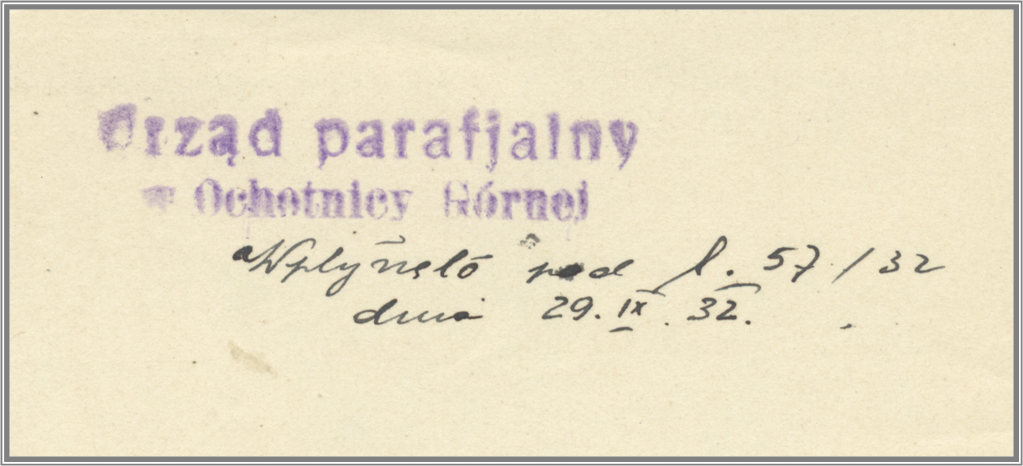 Urząd parafjalny
w Ochotnicy Górnej
Wpłynęło pod l. 57/32
dnia 29. IX. 32.